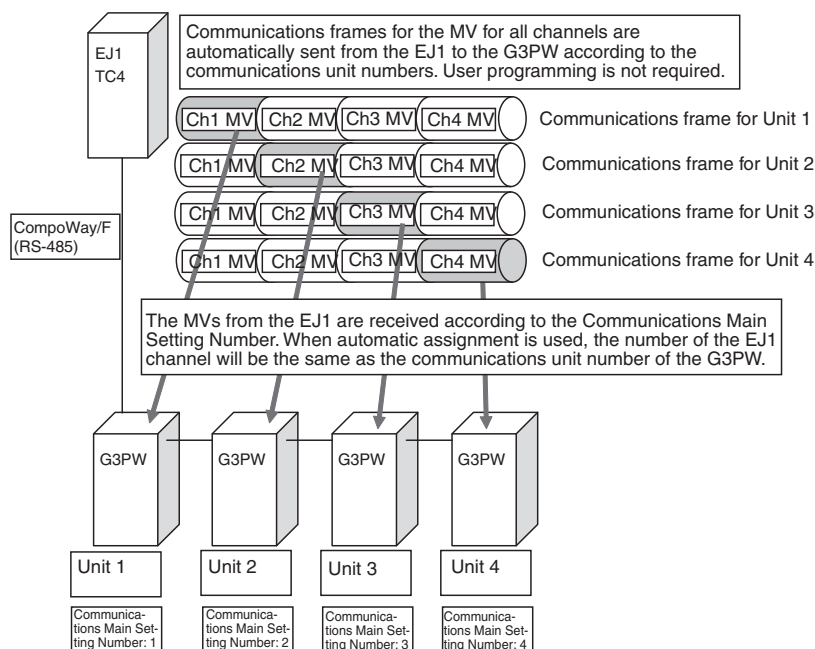 EJ1
TC4
Communications frames for the MV for all channels are
automatically sent from the EJ1 to the G3PW according to the
communications unit numbers. User programming is not required.
Ch1 MV Ch2 MV Ch3 MV Ch4 MV Communications frame for Unit 1
Ch1 MV Ch2 MV Ch3 MV Ch4 MV Communications frame for Unit 2
Ch1 MV Ch2 MV Ch3 MV Ch4 MV Communications frame for Unit 3
Ch1 MV Ch2 MV Ch3 MV Ch4 MV Communications frame for Unit 4
CompoWay/F
(RS-485)
The MVs from the EJ1 are received according to the Communications Main
Setting Number. When automatic assignment is used, the number of the EJ1
channel will be the same as the communications unit number of the G3PW.
G3PW G3PW G3PW G3PW
Unit 1 Unit 2 Unit 3 Unit 4
Communica-
tions Main Set-
ting Number: 1
Communica-
tions Main Set-
ting Number: 2
Communica-
tions Main Set-
ting Number: 3
Communica-
tions Main Set-
ting Number: 4